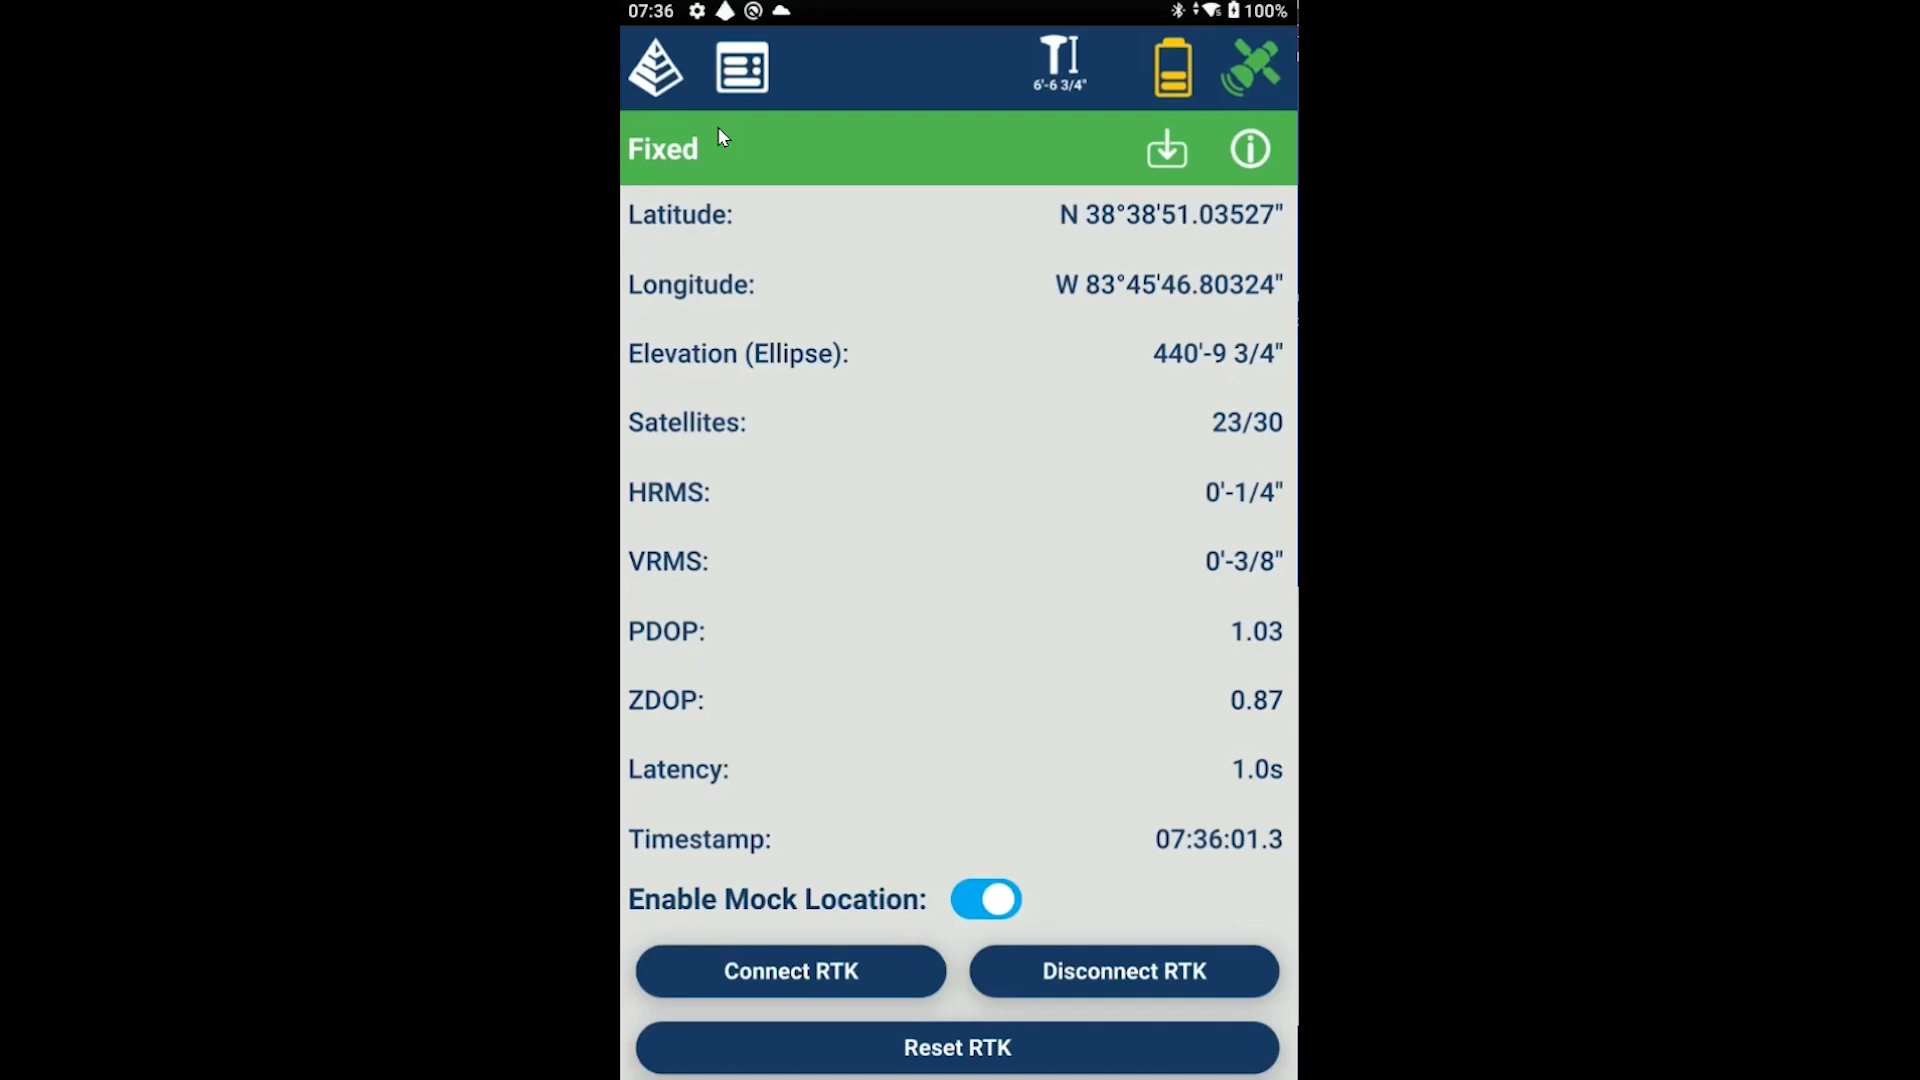 07:36 100%
6'-6 3/4"
Fixed
Latitude: N 38°38'51.03527"
Longitude: W 83°45'46.80324"
Elevation (Ellipse): 440'-9 3/4"
Satellites: 23/30
HRMS: 0'-1/4"
VRMS: 0'-3/8"
PDOP: 1.03
ZDOP: 0.87
Latency: 1.0s
Timestamp: 07:36:01.3
Enable Mock Location:
Connect RTK Disconnect RTK
Reset RTK